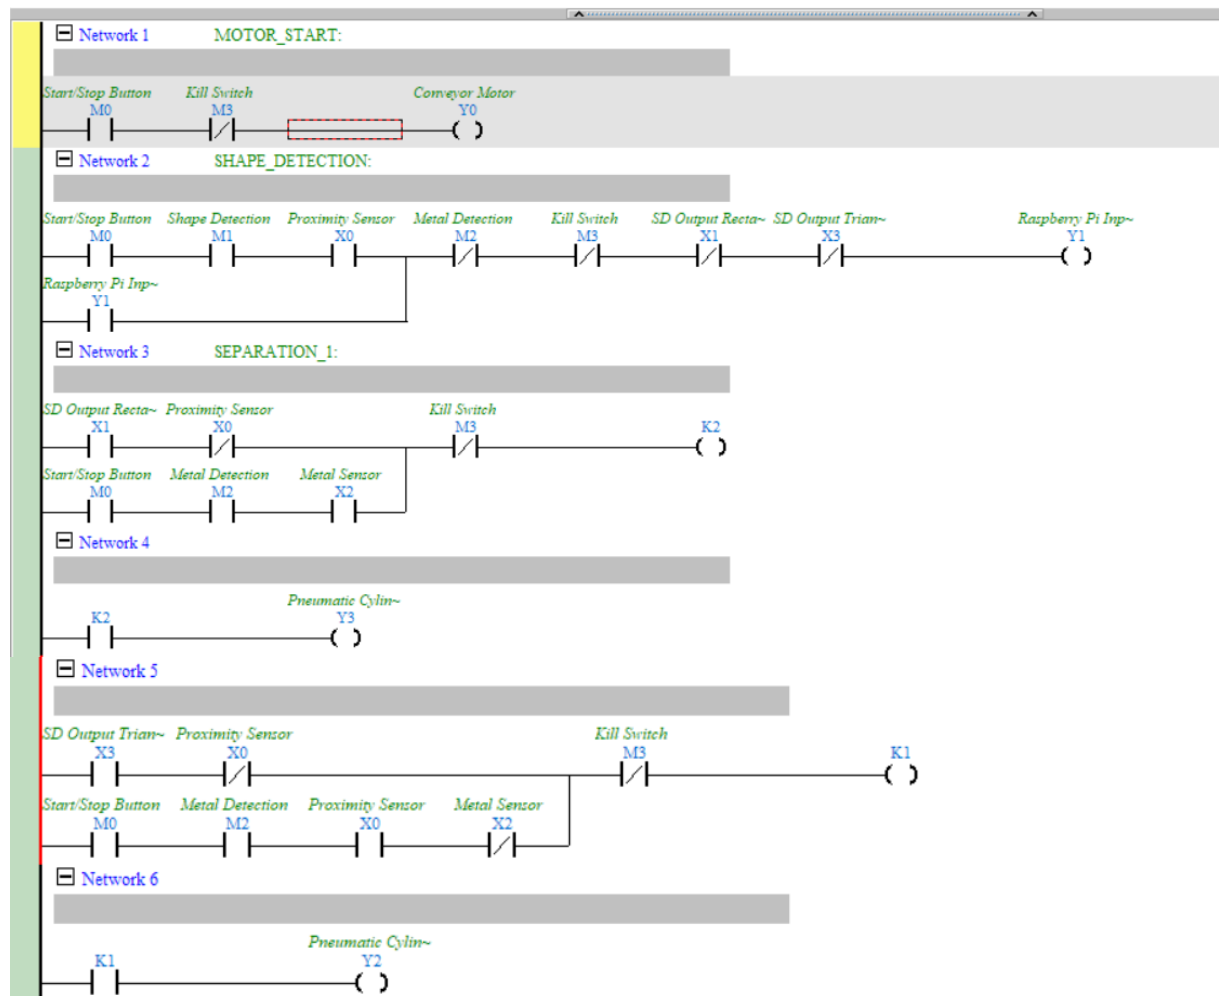 Network 1 MOTOR_START:
Start/Stop Button Kill Switch Conveyor Motor
M0 M3 Y0
Network 2 SHAPE_DETECTION:
Start/Stop Button Shape Detection Proximity Sensor Metal Detection Kill Switch SD Output Recta~ SD Output Trian~ Raspberry Pi Inp~
M0 M1 X0 M2 M3 X1 X3 Y1
Raspberry Pi Inp~
Y1
Network 3 SEPARATION_1:
SD Output Recta~ Proximity Sensor Kill Switch
X1 X0 M3 K2
Start/Stop Button Metal Detection Metal Sensor
M0 M2 X2
Network 4
Pneumatic Cylin~
K2 Y3
Network 5
SD Output Trian~ Proximity Sensor Kill Switch
X3 X0 M3 K1
Start/Stop Button Metal Detection Proximity Sensor Metal Sensor
M0 M2 X0 X2
Network 6
Pneumatic Cylin~
K1 Y2